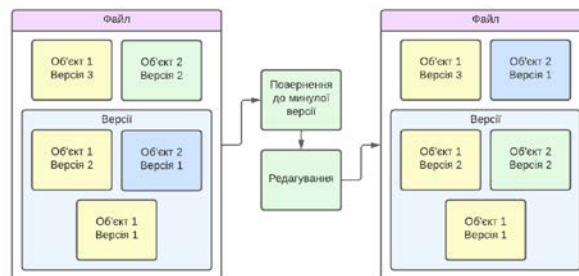 Файл
Об'єкт 1
Версія 3
Об'єкт 2
Версія 2
Версії
Об'єкт 1
Версія 2
Об'єкт 2
Версія 1
Об'єкт 1
Версія 1
Повернення
до минулої
версії
Редагування
Файл
Об'єкт 1
Версія 3
Об'єкт 2
Версія 1
Версії
Об'єкт 1
Версія 2
Об'єкт 2
Версія 2
Об'єкт 1
Версія 1